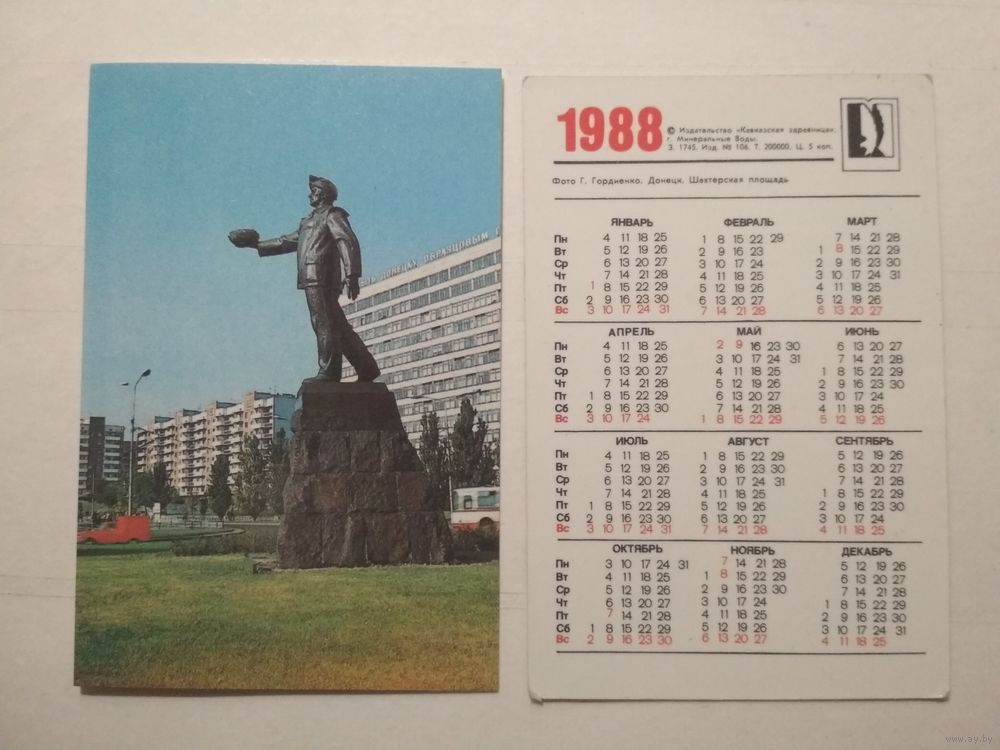 ДОНЕЦКУ ОБРАЗЦОВЫМ
1988
© Издательство «Кавказская здравница»,
г. Минеральные Воды.
З. 1745. Изд. № 106. Т. 200000. Ц. 5 коп.
Фото Г. Гордиенко. Донецк. Шахтерская площадь
ЯНВАРЬ ФЕВРАЛЬ МАРТ
Пн 4 11 18 25 1 8 15 22 29 7 14 21 28
Вт 5 12 19 26 2 9 16 23 1 8 15 22 29
Ср 6 13 20 27 3 10 17 24 2 9 16 23 30
Чт 7 14 21 28 4 11 18 25 3 10 17 24 31
Пт 1 8 15 22 29 5 12 19 26 4 11 18 25
Сб 2 9 16 23 30 6 13 20 27 5 12 19 26
Вс 3 10 17 24 31 7 14 21 28 6 13 20 27
АПРЕЛЬ МАЙ ИЮНЬ
Пн 4 11 18 25 2 9 16 23 30 6 13 20 27
Вт 5 12 19 26 3 10 17 24 31 7 14 21 28
Ср 6 13 20 27 4 11 18 25 1 8 15 22 29
Чт 7 14 21 28 5 12 19 26 2 9 16 23 30
Пт 1 8 15 22 29 6 13 20 27 3 10 17 24
Сб 2 9 16 23 30 7 14 21 28 4 11 18 25
Вс 3 10 17 24 1 8 15 22 29 5 12 19 26
ИЮЛЬ АВГУСТ СЕНТЯБРЬ
Пн 4 11 18 25 1 8 15 22 29 5 12 19 26
Вт 5 12 19 26 2 9 16 23 30 6 13 20 27
Ср 6 13 20 27 3 10 17 24 31 7 14 21 28
Чт 7 14 21 28 4 11 18 25 1 8 15 22 29
Пт 1 8 15 22 29 5 12 19 26 2 9 16 23 30
Сб 2 9 16 23 30 6 13 20 27 3 10 17 24
Вс 3 10 17 24 31 7 14 21 28 4 11 18 25
ОКТЯБРЬ НОЯБРЬ ДЕКАБРЬ
Пн 3 10 17 24 31 7 14 21 28 5 12 19 26
Вт 4 11 18 25 1 8 15 22 29 6 13 20 27
Ср 5 12 19 26 2 9 16 23 30 7 14 21 28
Чт 6 13 20 27 3 10 17 24 1 8 15 22 29
Пт 7 14 21 28 4 11 18 25 2 9 16 23 30
Сб 1 8 15 22 29 5 12 19 26 3 10 17 24 31
Вс 2 9 16 23 30 6 13 20 27 4 11 18 25
www.ay.by